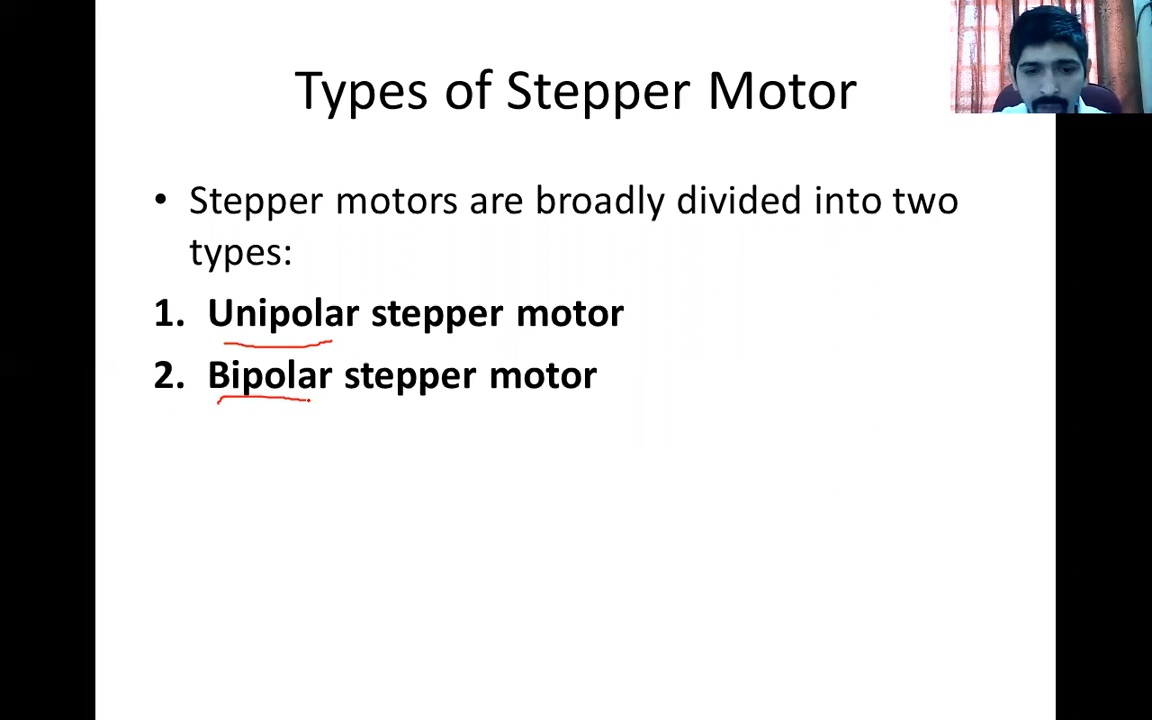 Types of Stepper Motor
• Stepper motors are broadly divided into two
types:
1. Unipolar stepper motor
2. Bipolar stepper motor